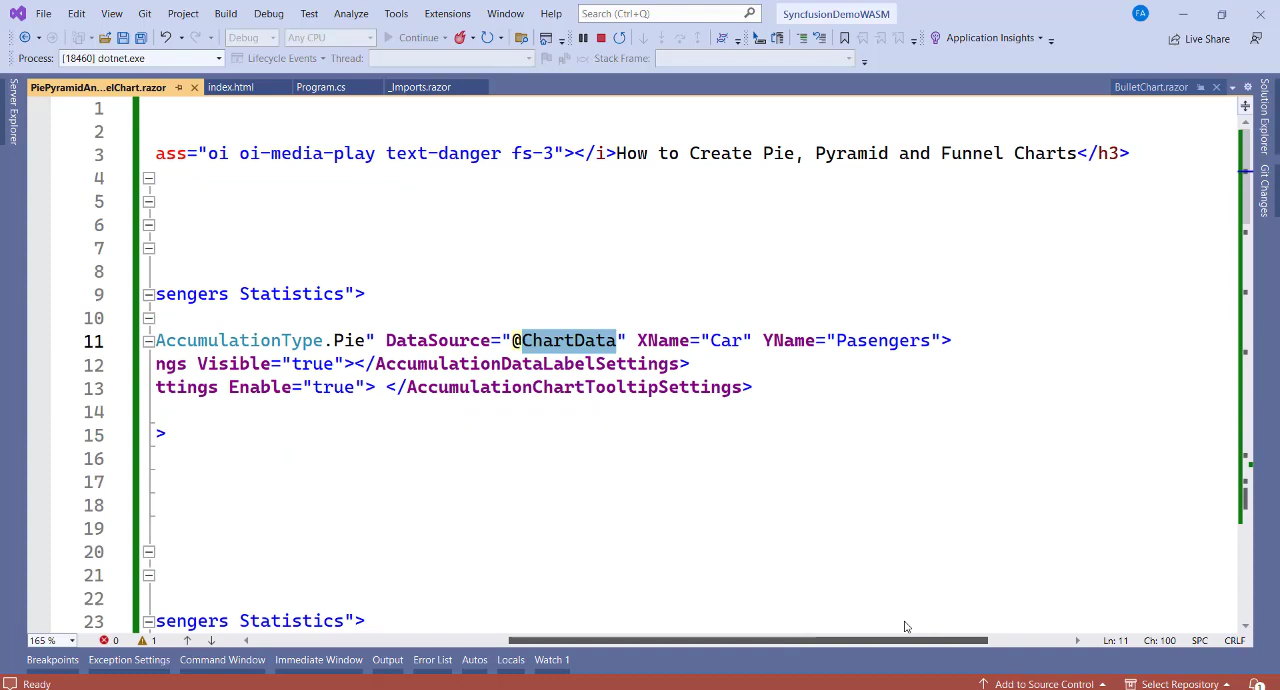 File Edit View Git Project Build Debug Test Analyze Tools Extensions Window Help Search (Ctrl+Q) SyncfusionDemoWASM FA
Debug Any CPU Continue Application Insights Live Share
Process: [18460] dotnet.exe Lifecycle Events Thread: Stack Frame:
PiePyramidAn...elChart.razor index.html Program.cs _Imports.razor BulletChart.razor
Server Explorer
Solution Explorer
Git Changes
1
2
3 ass="oi oi-media-play text-danger fs-3"></i>How to Create Pie, Pyramid and Funnel Charts</h3>
4
5
6
7
8
9 sengers Statistics">
10
11 AccumulationType.Pie" DataSource="@ChartData" XName="Car" YName="Pasengers">
12 ngs Visible="true"></AccumulationDataLabelSettings>
13 ttings Enable="true"> </AccumulationChartTooltipSettings>
14
15 >
16
17
18
19
20
21
22
23 sengers Statistics">
165 % 0 1 Ln: 11 Ch: 100 SPC CRLF
Breakpoints Exception Settings Command Window Immediate Window Output Error List Autos Locals Watch 1
Ready Add to Source Control Select Repository 1